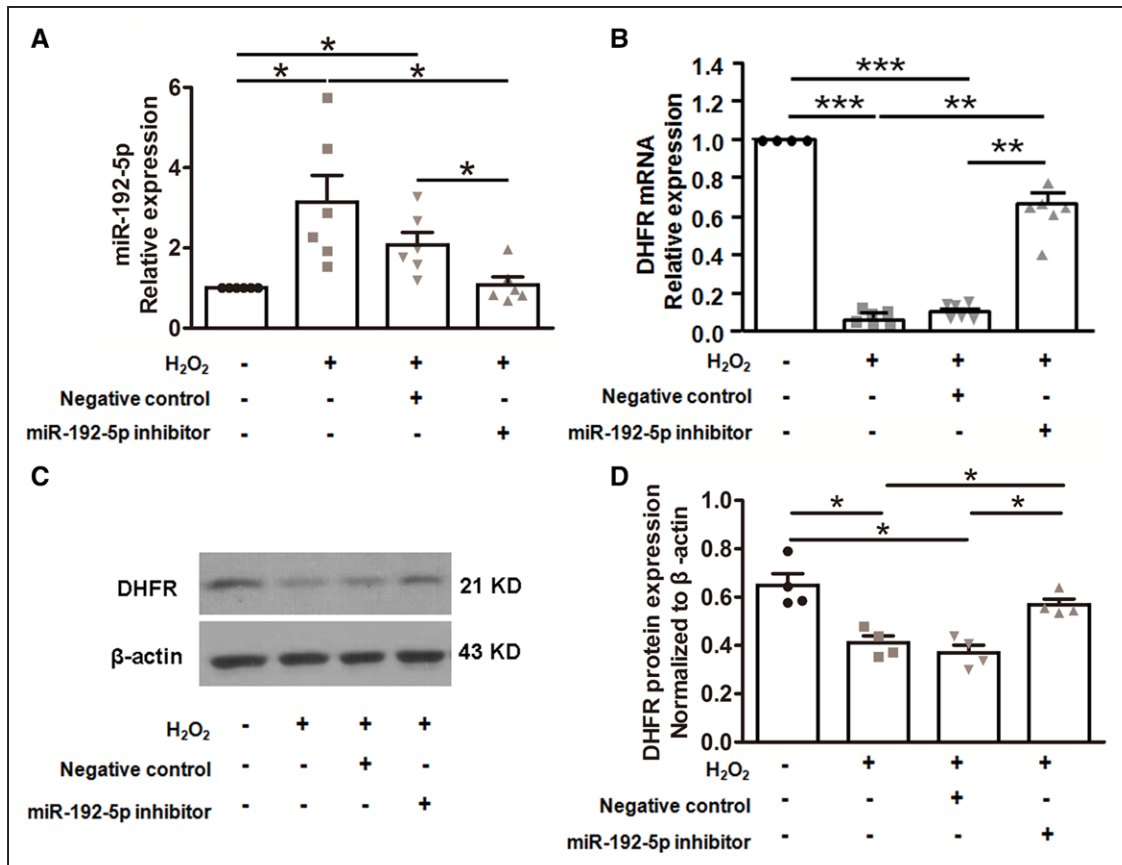 A
*
*
*
*
6
4
2
0
miR-192-5p
Relative expression
H₂O₂ - + + +
Negative control - - + -
miR-192-5p inhibitor - - - +
B
***
***
**
**
1.4
1.2
1.0
0.8
0.6
0.4
0.2
0.0
DHFR mRNA
Relative expression
H₂O₂ - + + +
Negative control - - + -
miR-192-5p inhibitor - - - +
C
DHFR 21 KD
β-actin 43 KD
H₂O₂ - + + +
Negative control - - + -
miR-192-5p inhibitor - - - +
D
*
*
*
*
1.0
0.8
0.6
0.4
0.2
0.0
DHFR protein expression
Normalized to β -actin
H₂O₂ - + + +
Negative control - - + -
miR-192-5p inhibitor - - - +